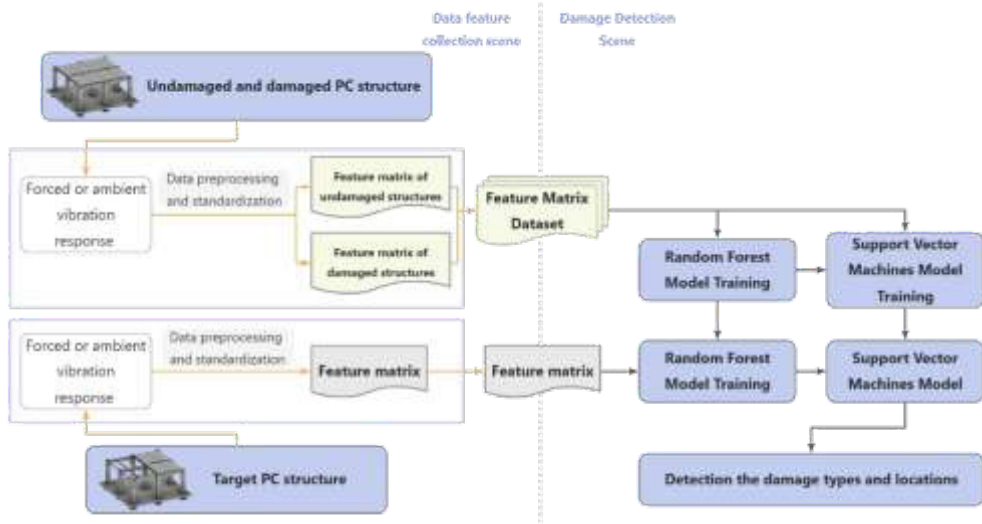 Data feature
collection scene
Damage Detection
Scene
Undamaged and damaged PC structure
Forced or ambient
vibration
response
Data preprocessing
and standardization
Feature matrix of
undamaged structures
Feature matrix of
damaged structures
Feature Matrix
Dataset
Random Forest
Model Training
Support Vector
Machines Model
Training
Forced or ambient
vibration
response
Data preprocessing
and standardization
Feature matrix
Feature matrix
Random Forest
Model Training
Support Vector
Machines Model
Target PC structure
Detection the damage types and locations